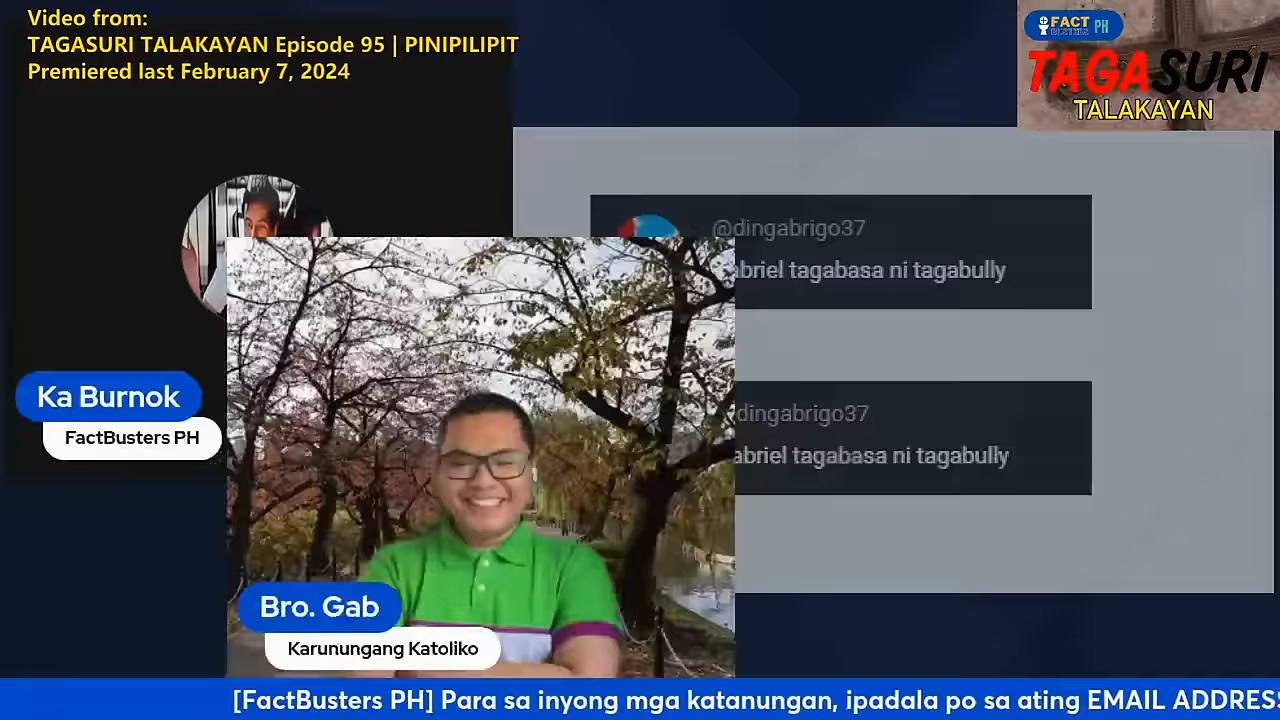 Video from:
TAGASURI TALAKAYAN Episode 95 | PINIPILIPIT
Premiered last February 7, 2024
FACT
BUSTERS
PH
TAGASURI
TALAKAYAN
@dingabrigo37
abriel tagabasa ni tagabully
Ka Burnok
FactBusters PH
dingabrigo37
abriel tagabasa ni tagabully
Bro. Gab
Karunungang Katoliko
[FactBusters PH] Para sa inyong mga katanungan, ipadala po sa ating EMAIL ADDRESS